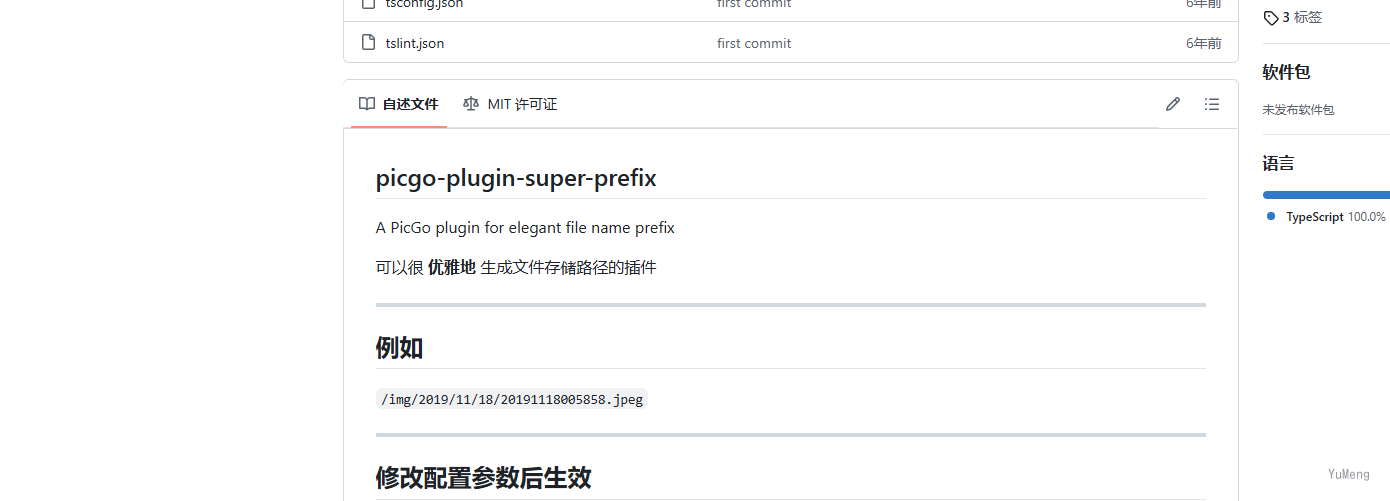 tsconfig.json first commit 6年前
tslint.json first commit 6年前
自述文件 MIT 许可证
picgo-plugin-super-prefix
A PicGo plugin for elegant file name prefix
可以很 优雅地 生成文件存储路径的插件
例如
/img/2019/11/18/20191118005858.jpeg
修改配置参数后生效
3 标签
软件包
未发布软件包
语言
TypeScript 100.0%
YuMeng